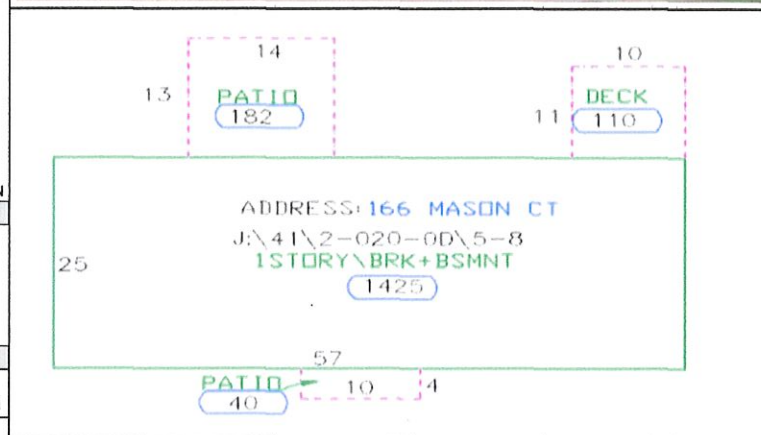 14
10
13
PATIO
182
DECK
11
110
ADDRESS: 166 MASON CT
J:\41\2-020-0D\5-8
1STORY\BRK+BSMNT
25
1425
57
PATIO
10
4
40